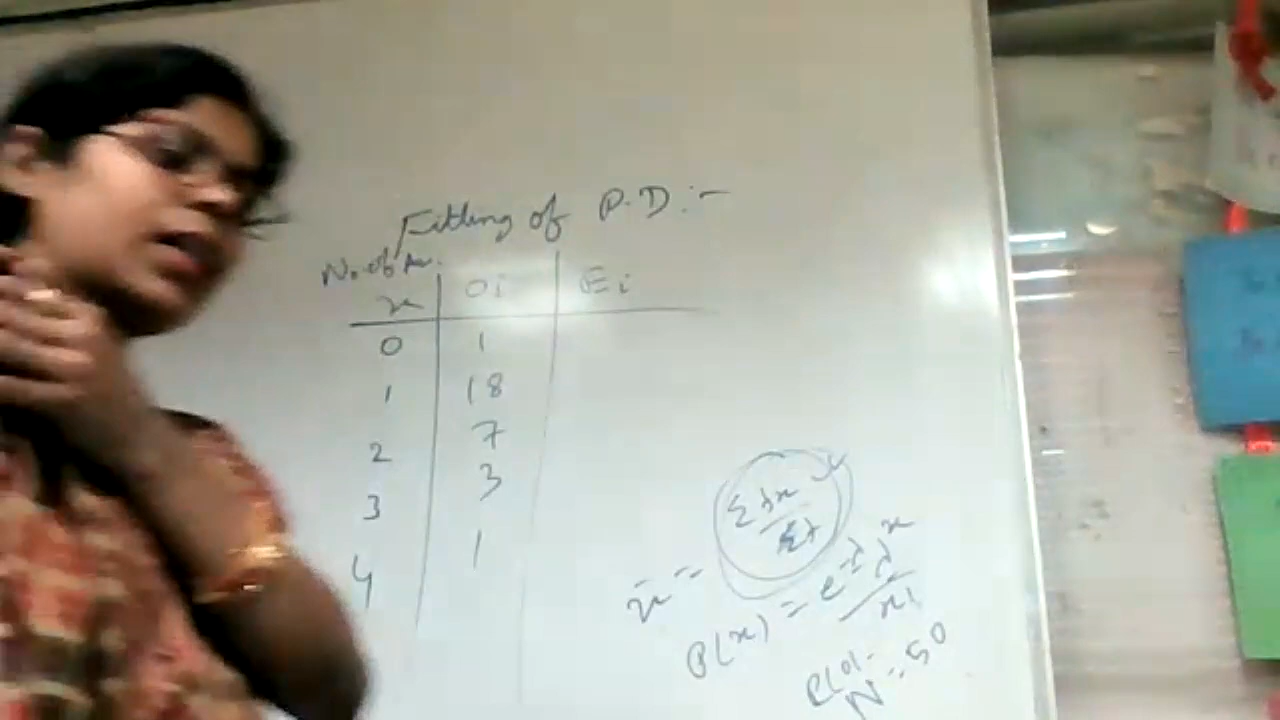 Fitting of P.D :-
No. of
x Oi Ei
0 1
1 18
2 7
3 3
4 1
x̄ = Σfx / Σf
P(x) = e^-λ λ^x / x!
P(0)
N = 50